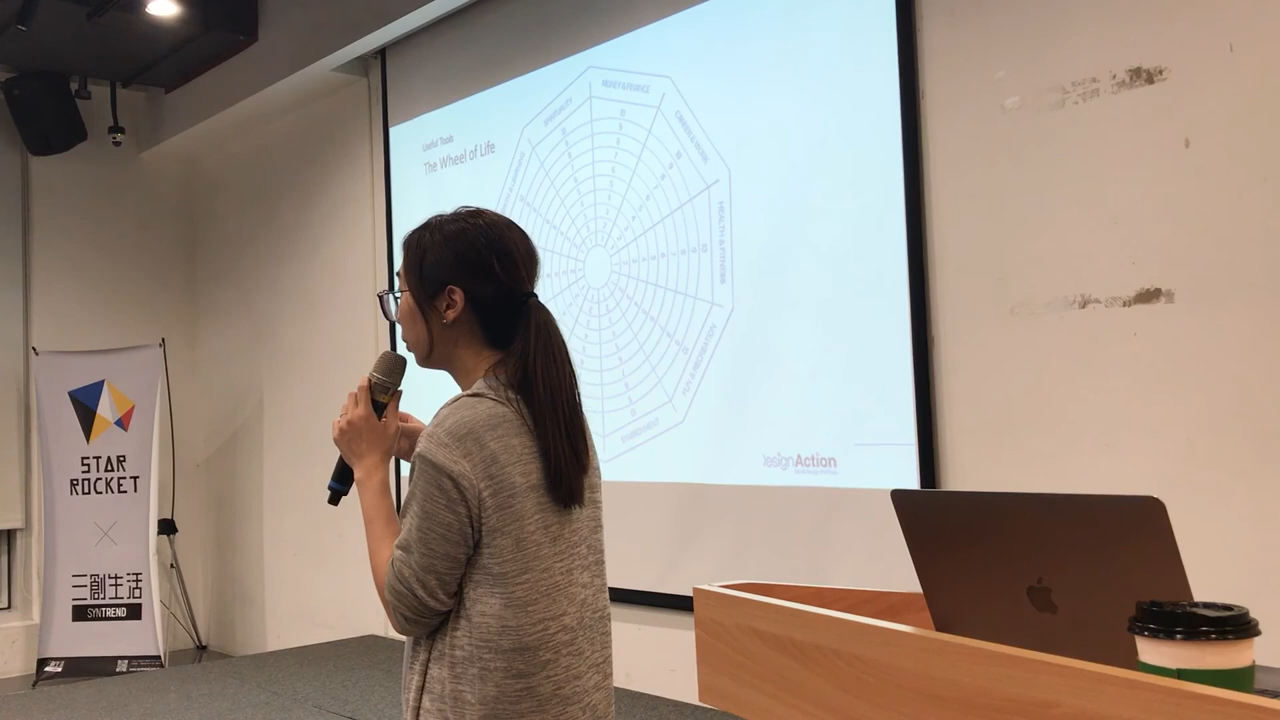 Useful Tools
The Wheel of Life
SPIRITUALITY
MONEY & FINANCE
CAREER & WORK
HEALTH & FITNESS
FUN & RECREATION
ENVIRONMENT
& LEARNING
esignAction
STAR
ROCKET
三創生活
SYNTREND